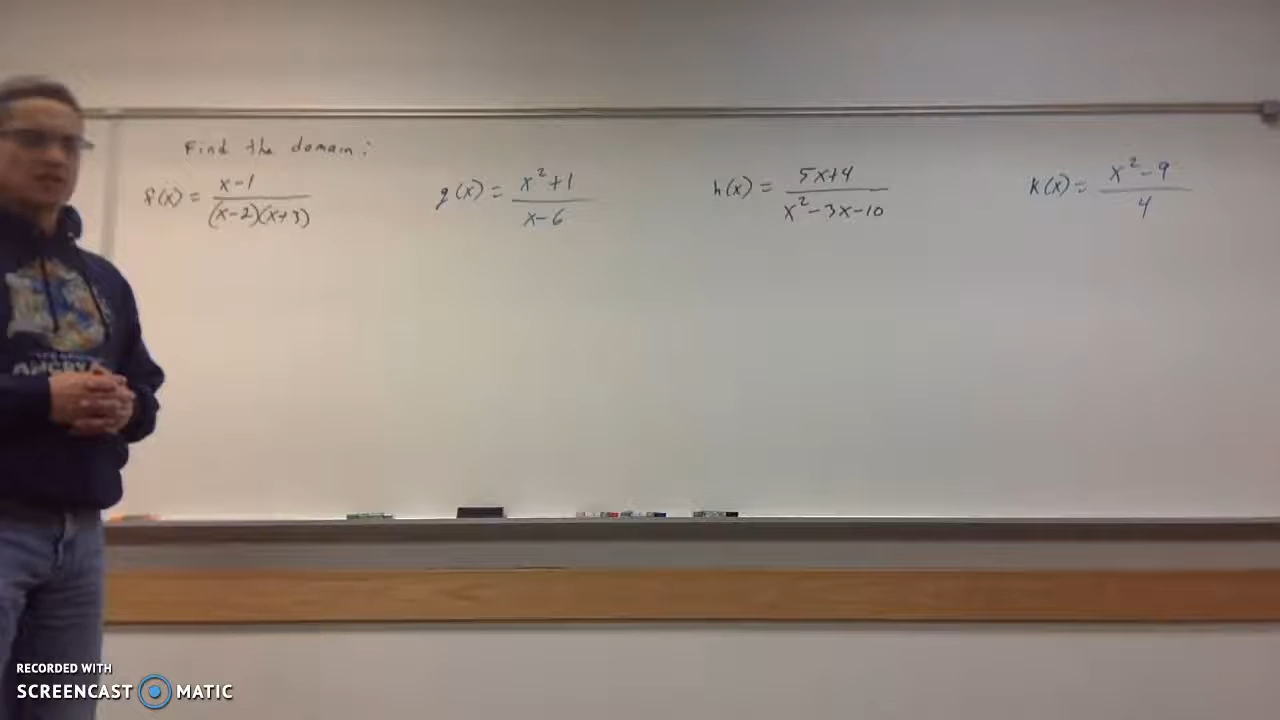 Find the domain:
f(x) = x-1 / (x-2)(x+3)
g(x) = x²+1 / x-6
h(x) = 5x+4 / x²-3x-10
k(x) = x²-9 / 4
RECORDED WITH
SCREENCAST MATIC